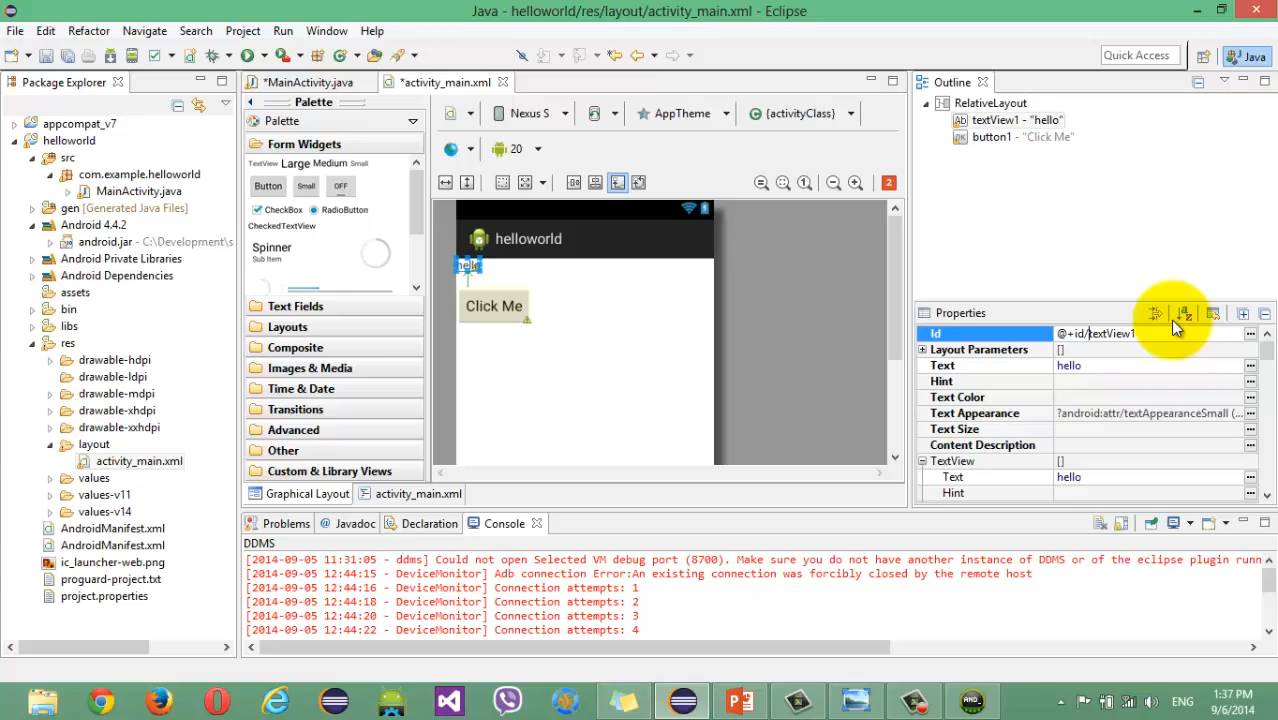 Java - helloworld/res/layout/activity_main.xml - Eclipse
File Edit Refactor Navigate Search Project Run Window Help
Quick Access
Java
Package Explorer
appcompat_v7
helloworld
src
com.example.helloworld
MainActivity.java
gen [Generated Java Files]
Android 4.4.2
android.jar - C:\Development\s
Android Private Libraries
Android Dependencies
assets
bin
libs
res
drawable-hdpi
drawable-ldpi
drawable-mdpi
drawable-xhdpi
drawable-xxhdpi
layout
activity_main.xml
values
values-v11
values-v14
AndroidManifest.xml
AndroidManifest.xml
ic_launcher-web.png
proguard-project.txt
project.properties
*MainActivity.java
*activity_main.xml
Palette
Palette
Form Widgets
TextView Large Medium Small
Button Small OFF
CheckBox RadioButton
CheckedTextView
Spinner
Sub Item
Text Fields
Layouts
Composite
Images & Media
Time & Date
Transitions
Advanced
Other
Custom & Library Views
Graphical Layout
activity_main.xml
Nexus S
AppTheme
{activityClass}
20
2
helloworld
hello
Click Me
Outline
RelativeLayout
Ab textView1 - "hello"
OK button1 - "Click Me"
Properties
Id @+id/textView1
Layout Parameters []
Text hello
Hint
Text Color
Text Appearance ?android:attr/textAppearanceSmall (...
Text Size
Content Description
TextView []
Text hello
Hint
Problems @ Javadoc Declaration Console
DDMS
[2014-09-05 11:31:05 - ddms] Could not open Selected VM debug port (8700). Make sure you do not have another instance of DDMS or of the eclipse plugin runn
[2014-09-05 12:44:15 - DeviceMonitor] Adb connection Error:An existing connection was forcibly closed by the remote host
[2014-09-05 12:44:16 - DeviceMonitor] Connection attempts: 1
[2014-09-05 12:44:18 - DeviceMonitor] Connection attempts: 2
[2014-09-05 12:44:20 - DeviceMonitor] Connection attempts: 3
[2014-09-05 12:44:22 - DeviceMonitor] Connection attempts: 4
ENG
1:37 PM
9/6/2014